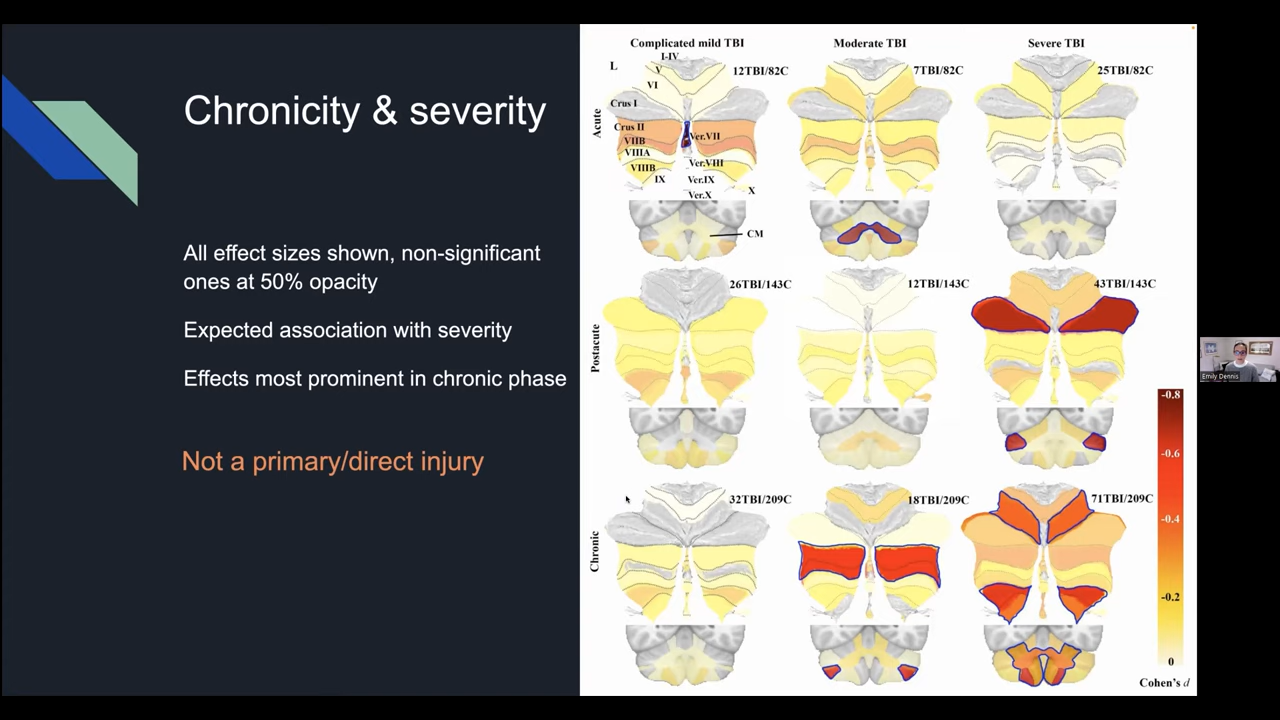 Chronicity & severity
All effect sizes shown, non-significant
ones at 50% opacity
Expected association with severity
Effects most prominent in chronic phase
Not a primary/direct injury
Complicated mild TBI
Moderate TBI
Severe TBI
Acute
L
I-IV
V
VI
Crus I
Crus II
VIIB
VIIIA
VIIIB
IX
X
Ver.VII
Ver.VIII
Ver.IX
Ver.X
CM
12TBI/82C
7TBI/82C
25TBI/82C
Postacute
26TBI/143C
12TBI/143C
43TBI/143C
Chronic
32TBI/209C
18TBI/209C
71TBI/209C
-0.8
-0.6
-0.4
-0.2
0
Cohen's d
Emily Dennis